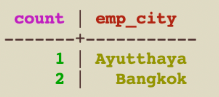 count | emp_city
-------+-----------
1 | Ayutthaya
2 | Bangkok